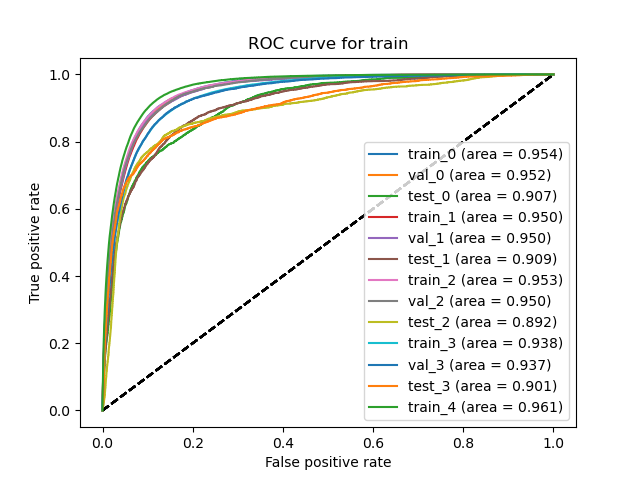 ROC curve for train
1.0
0.8
0.6
0.4
0.2
0.0
True positive rate
0.0 0.2 0.4 0.6 0.8 1.0
False positive rate
train_0 (area = 0.954)
val_0 (area = 0.952)
test_0 (area = 0.907)
train_1 (area = 0.950)
val_1 (area = 0.950)
test_1 (area = 0.909)
train_2 (area = 0.953)
val_2 (area = 0.950)
test_2 (area = 0.892)
train_3 (area = 0.938)
val_3 (area = 0.937)
test_3 (area = 0.901)
train_4 (area = 0.961)